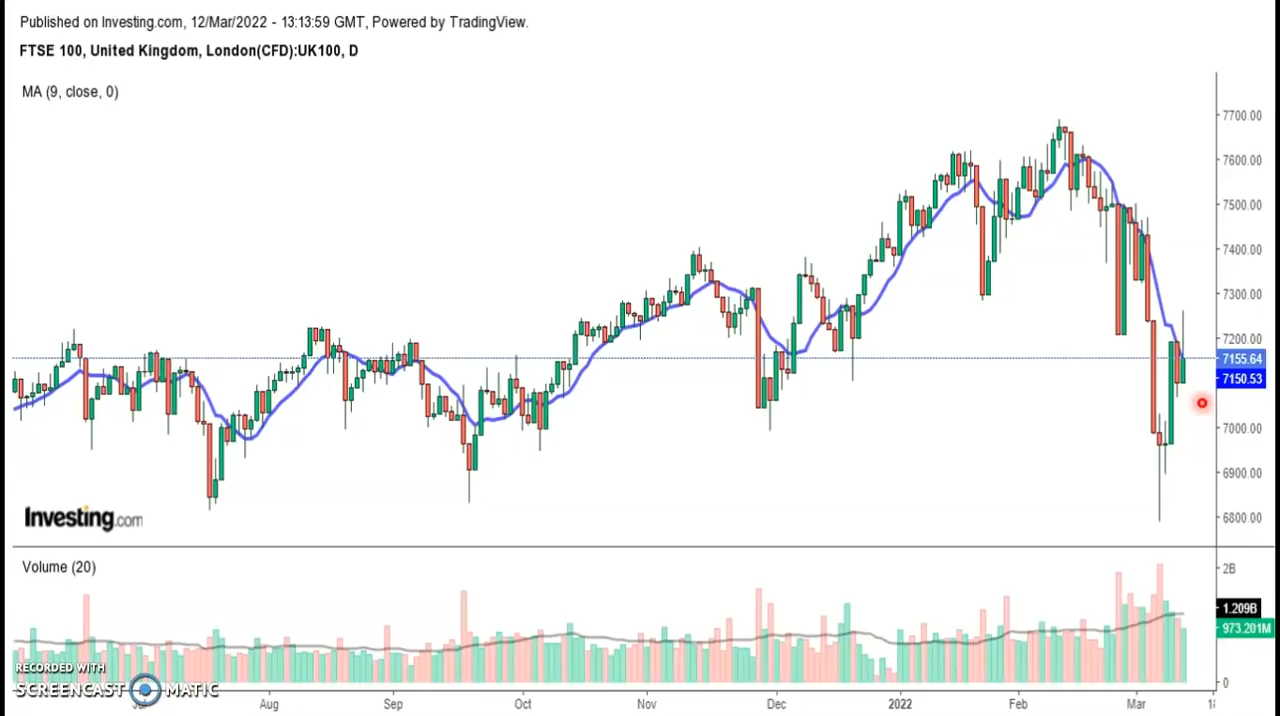 Published on Investing.com, 12/Mar/2022 - 13:13:59 GMT, Powered by TradingView.
FTSE 100, United Kingdom, London(CFD):UK100, D
MA (9, close, 0)
7700.00
7600.00
7500.00
7400.00
7300.00
7200.00
7155.64
7150.53
7000.00
6900.00
6800.00
Investing.com
Volume (20)
2B
1.209B
973.201M
0
RECORDED WITH
SCREENCAST MATIC
Aug
Sep
Oct
Nov
Dec
2022
Feb
Mar